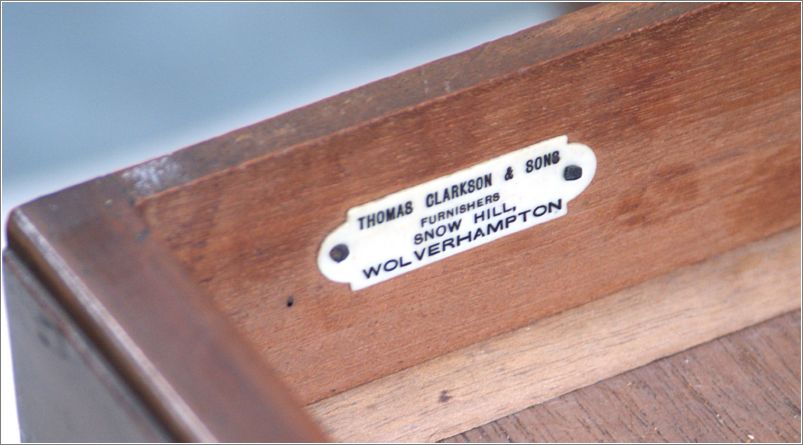 THOMAS CLARKSON & SONS
FURNISHERS
SNOW HILL,
WOLVERHAMPTON